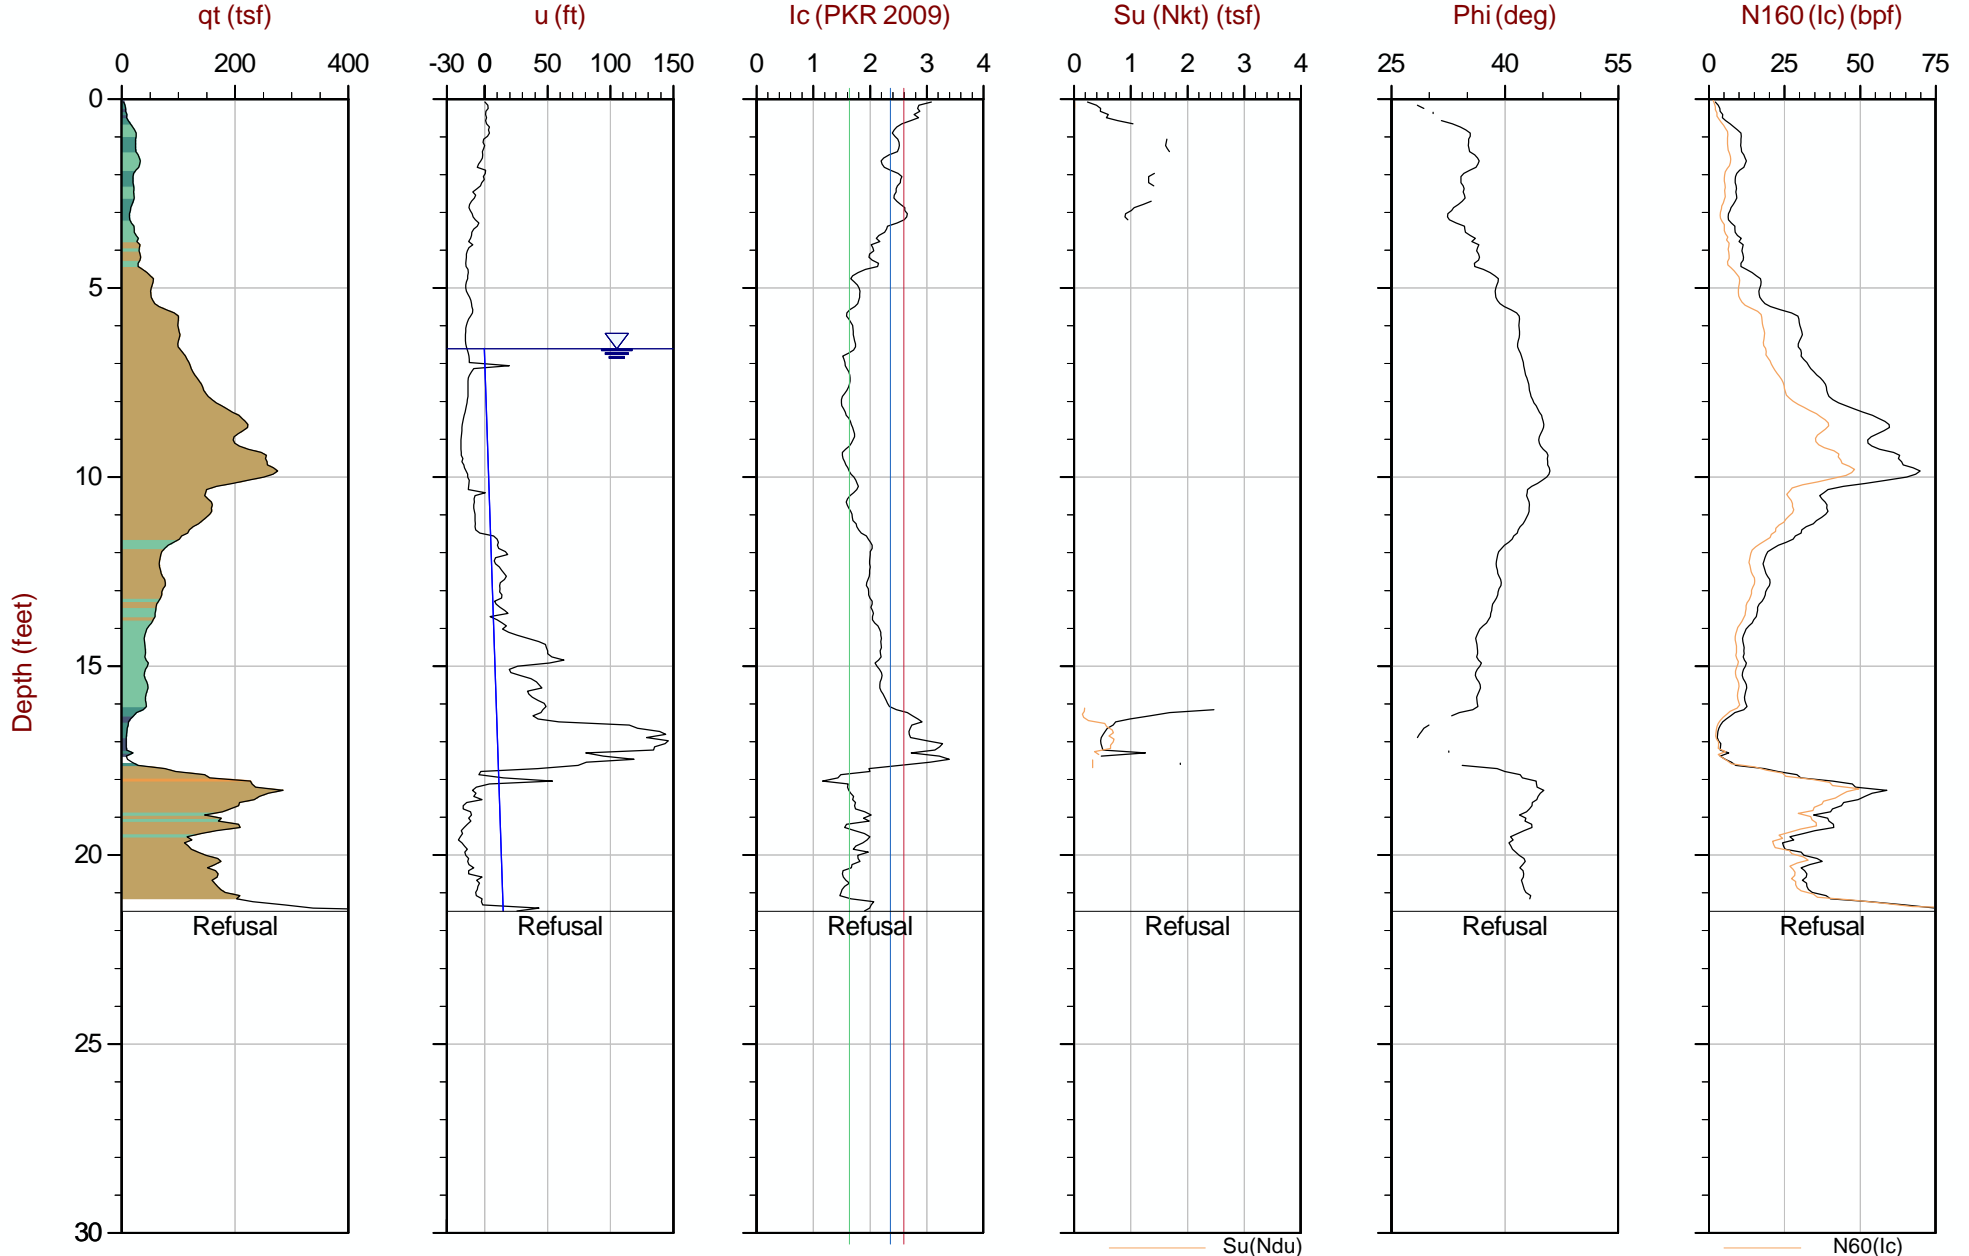 qt (tsf) u (ft) Ic (PKR 2009) Su (Nkt) (tsf) Phi (deg) N160 (Ic) (bpf)
0 200 400 -30 0 50 100 150 0 1 2 3 4 0 1 2 3 4 25 40 55 0 25 50 75
0
5
10
15
20
25
30
Depth (feet)
Refusal Refusal Refusal Refusal Refusal Refusal
Su(Ndu) N60(Ic)